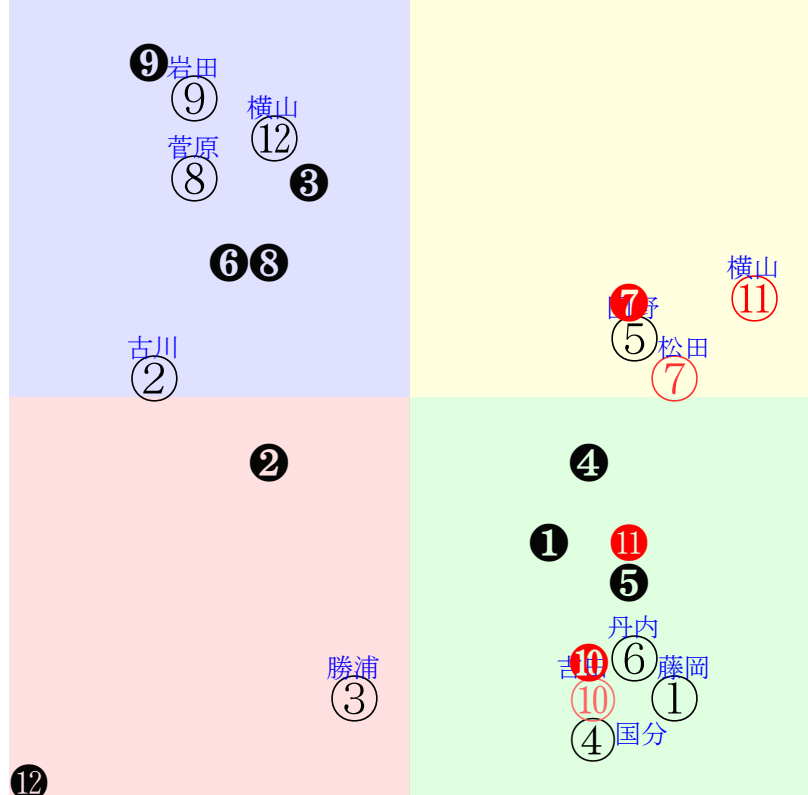 ❾岩田
⑨
横山
⑫
菅原
⑧
❸
❻❽
横山
⑪
❼
⑤
松田
⑦
古川
②
❷
❹
❶
⓫
❺
丹内
⑥
❿
⑩
藤岡
①
勝浦
③
④国分
⓬